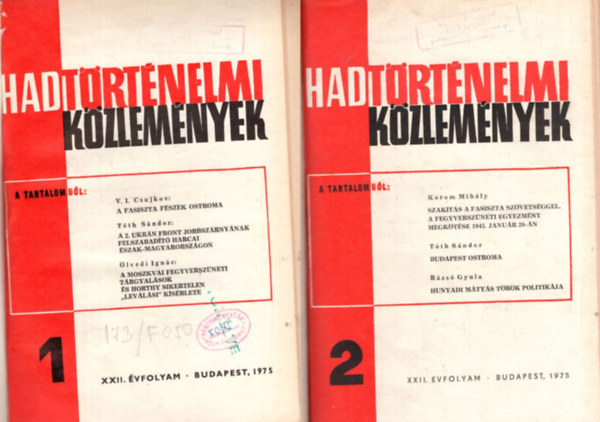 HADTÖRTÉNELMI
KÖZLEMÉNYEK
A TARTALOMBÓL:
V. I. Csujkov:
A FASISZTA FÉSZEK OSTROMA
Tóth Sándor:
A 2. UKRÁN FRONT JOBBSZÁRNYÁNAK
FELSZABADÍTÓ HARCAI
ÉSZAK-MAGYARORSZÁGON
Ölvedi Ignác:
A MOSZKVAI FEGYVERSZÜNETI
TÁRGYALÁSOK
ÉS HORTHY SIKERTELEN
„LEVÁLÁSI” KÍSÉRLETE
173/F050
1
XXII. ÉVFOLYAM · BUDAPEST, 1975
HADTÖRTÉNELMI
KÖZLEMÉNYEK
A TARTALOMBÓL:
Korom Mihály
SZAKÍTÁS A FASISZTA SZÖVETSÉGGEL.
A FEGYVERSZÜNETI EGYEZMÉNY
MEGKÖTÉSE 1945. JANUÁR 20-ÁN
Tóth Sándor
BUDAPEST OSTROMA
Rázsó Gyula
HUNYADI MÁTYÁS TÖRÖK POLITIKÁJA
2
XXII. ÉVFOLYAM · BUDAPEST, 1975